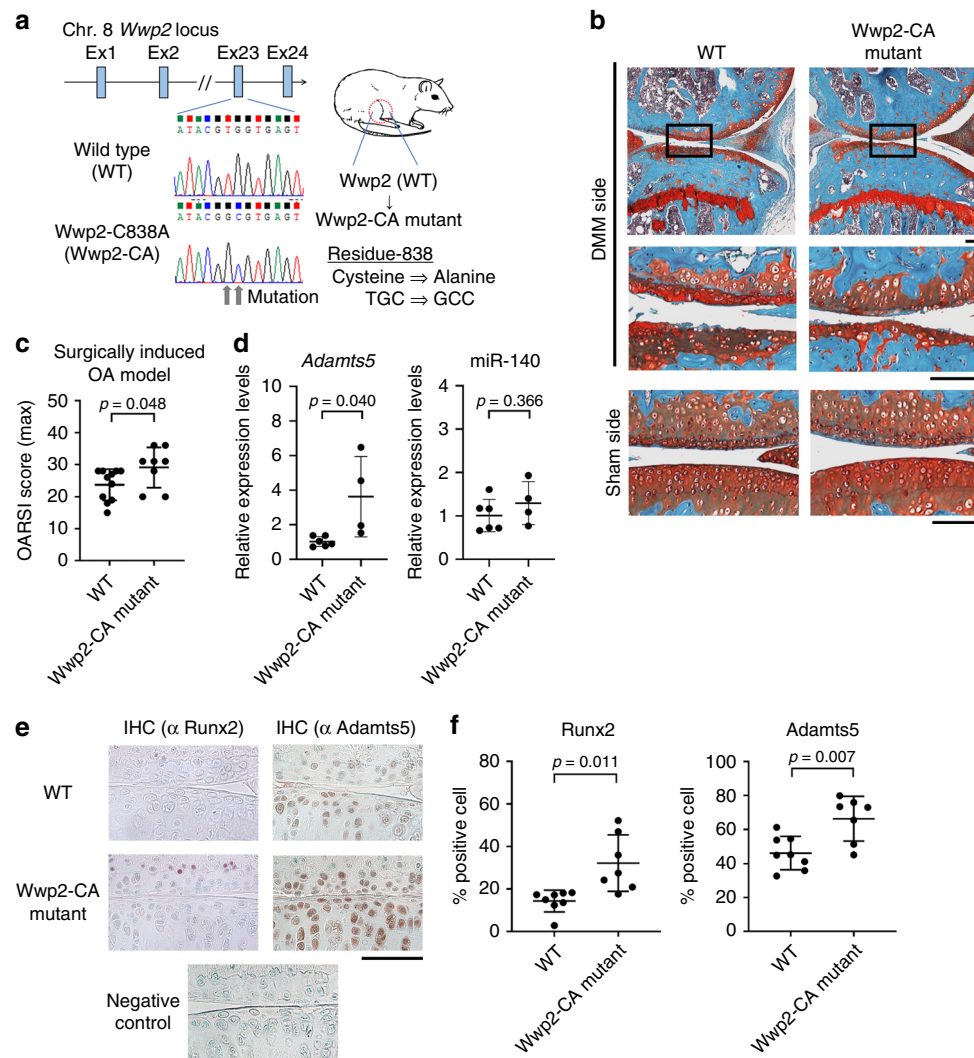 a
Chr. 8 Wwp2 locus
Ex1 Ex2 // Ex23 Ex24
ATACGTGGTGAGT
Wild type
(WT)
ATACGGCGTGAGT
Wwp2-C838A
(Wwp2-CA)
Mutation
Wwp2 (WT)
↓
Wwp2-CA mutant
Residue-838
Cysteine ⇒ Alanine
TGC ⇒ GCC
b
WT
Wwp2-CA
mutant
DMM side
Sham side
c
Surgically induced
OA model
OARSI score (max)
50
40
30
20
10
0
p = 0.048
WT
Wwp2-CA mutant
d
Adamts5
Relative expression levels
10
8
6
4
2
0
p = 0.040
WT
Wwp2-CA mutant
miR-140
Relative expression levels
4
3
2
1
0
p = 0.366
WT
Wwp2-CA mutant
e
IHC (α Runx2)
IHC (α Adamts5)
WT
Wwp2-CA
mutant
Negative
control
f
Runx2
% positive cell
80
60
40
20
0
p = 0.011
WT
Wwp2-CA mutant
Adamts5
% positive cell
100
80
60
40
20
0
p = 0.007
WT
Wwp2-CA mutant